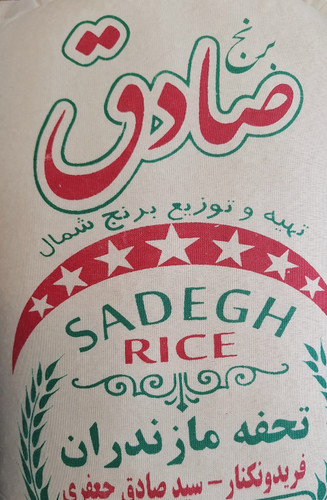 برنج
صادق
تهیه و توزیع برنج شمال
SADEGH
RICE
تحفه مازندران
فریدونکنار - سید صادق جعفری